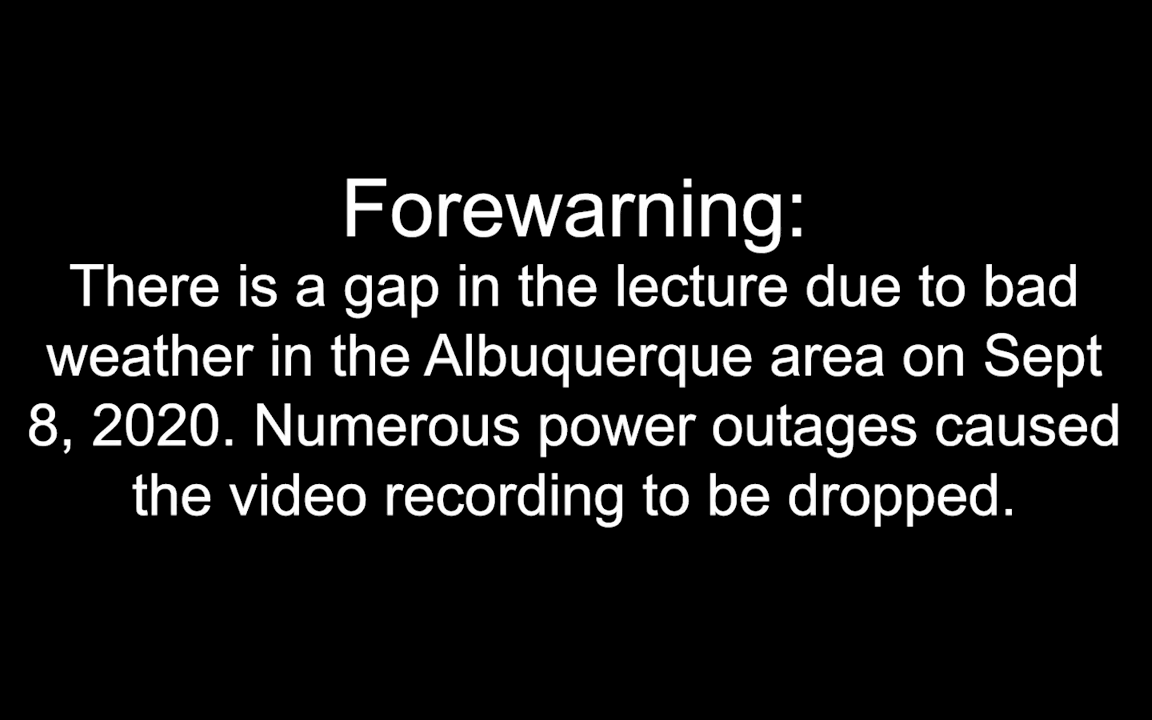 Forewarning:
There is a gap in the lecture due to bad
weather in the Albuquerque area on Sept
8, 2020. Numerous power outages caused
the video recording to be dropped.